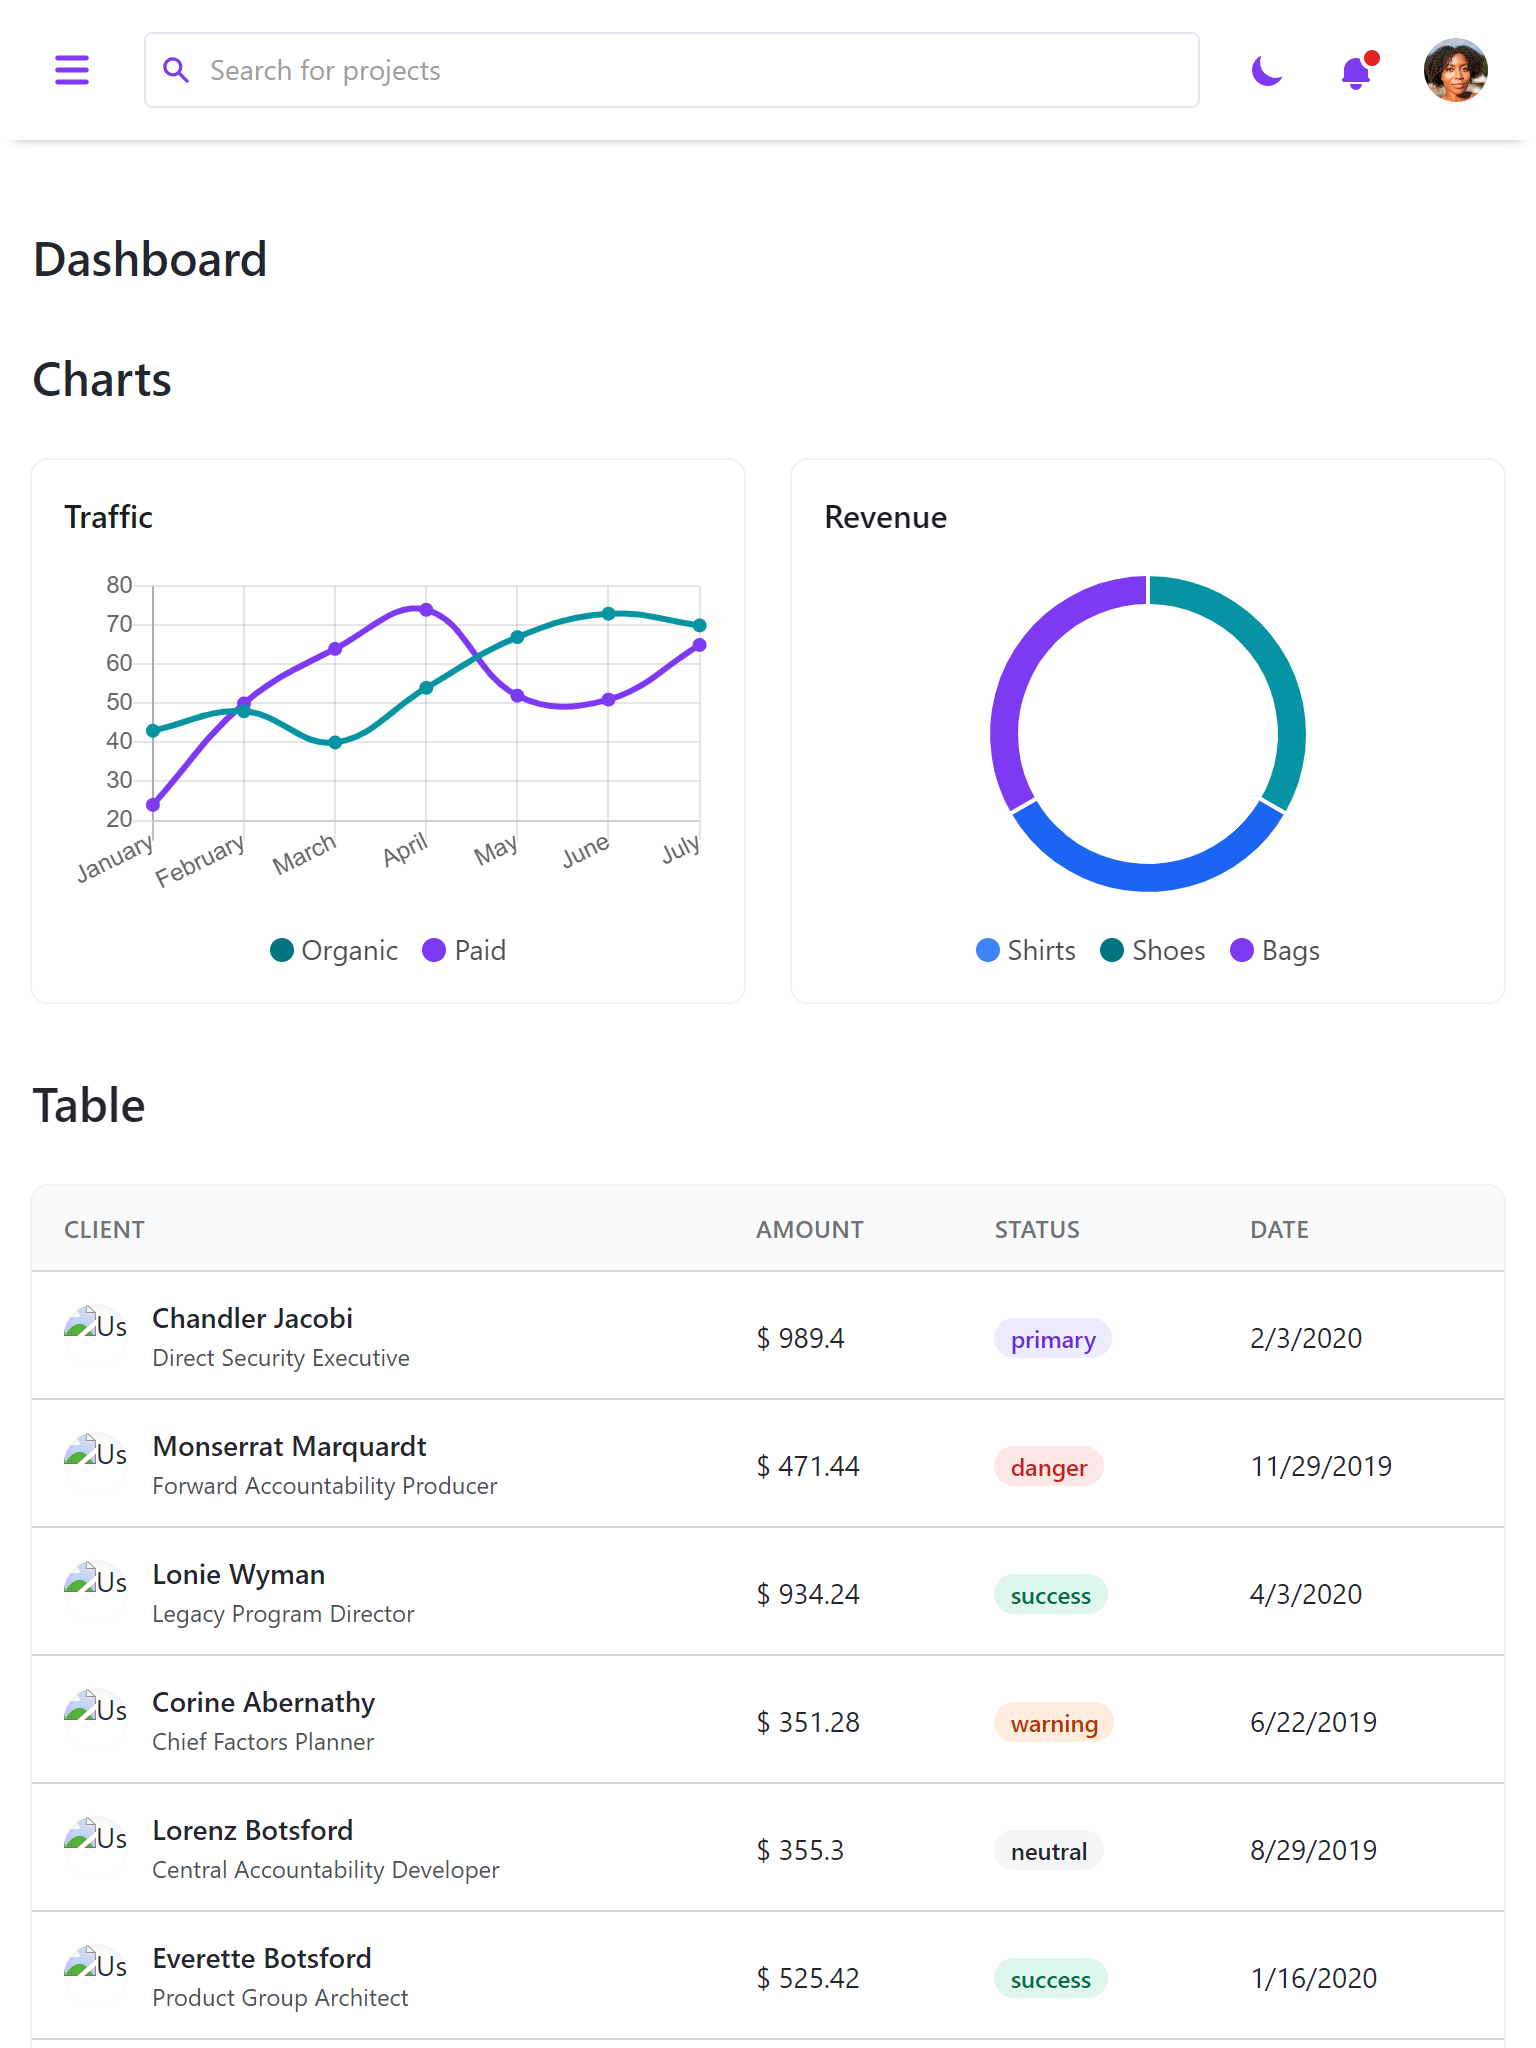 Search for projects
Dashboard
Charts
Traffic
80
70
60
50
40
30
20
January
February
March
April
May
June
July
Organic
Paid
Revenue
Shirts
Shoes
Bags
Table
CLIENT AMOUNT STATUS DATE
Us
Chandler Jacobi
Direct Security Executive
$ 989.4
primary
2/3/2020
Us
Monserrat Marquardt
Forward Accountability Producer
$ 471.44
danger
11/29/2019
Us
Lonie Wyman
Legacy Program Director
$ 934.24
success
4/3/2020
Us
Corine Abernathy
Chief Factors Planner
$ 351.28
warning
6/22/2019
Us
Lorenz Botsford
Central Accountability Developer
$ 355.3
neutral
8/29/2019
Us
Everette Botsford
Product Group Architect
$ 525.42
success
1/16/2020